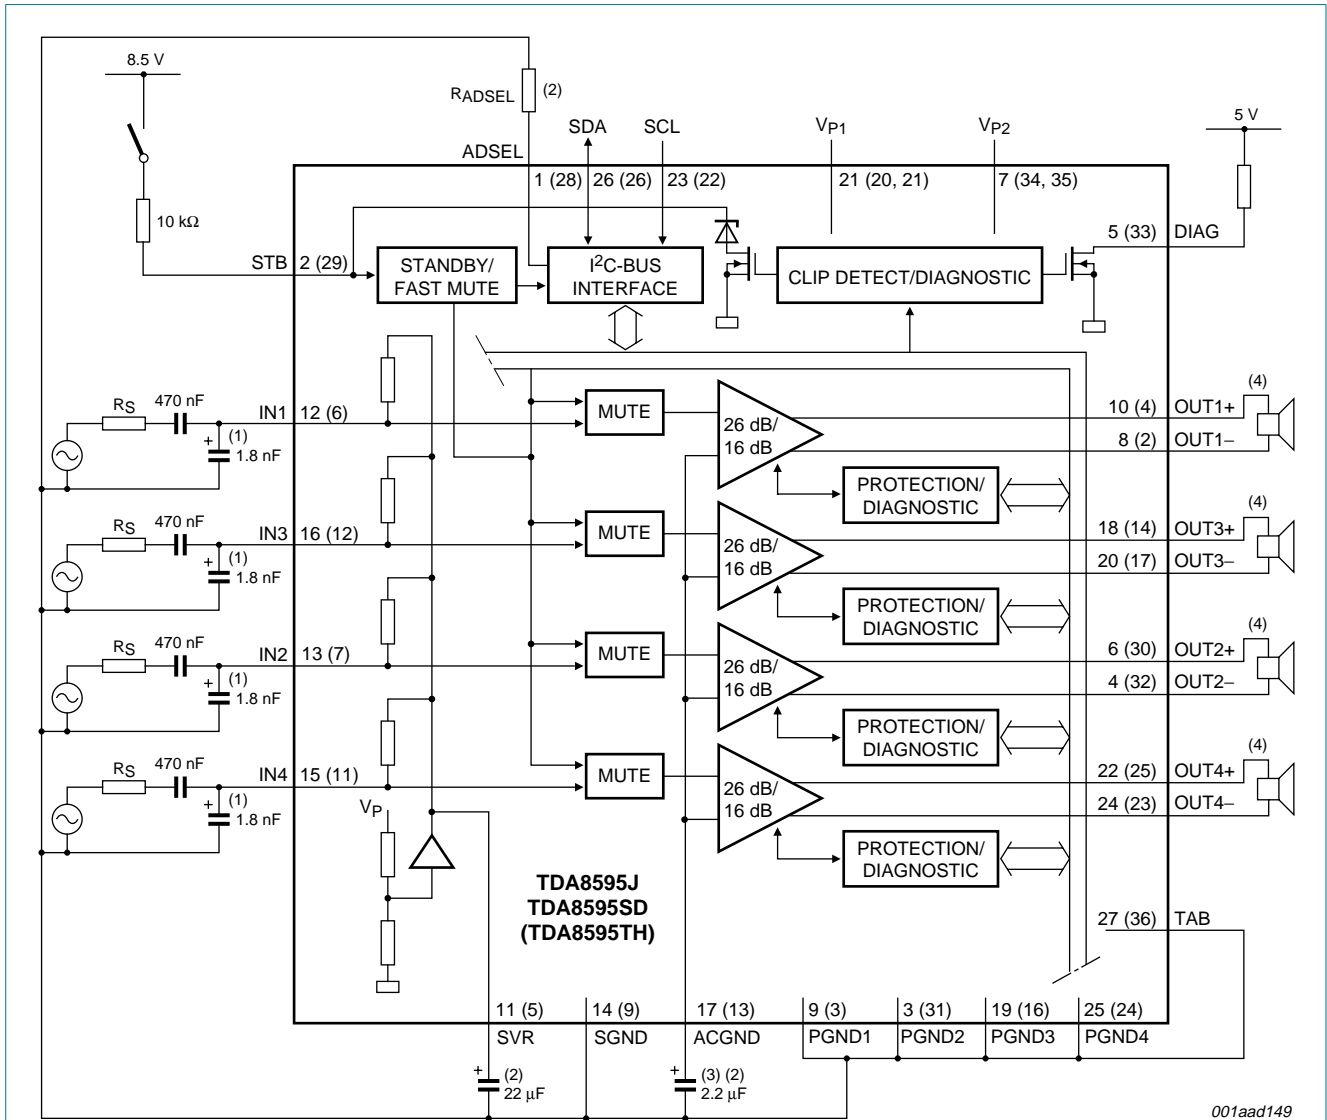 8.5 V
RADSEL (2)
5 V
SDA
SCL
VP1
VP2
ADSEL
1 (28)
26 (26)
23 (22)
21 (20, 21)
7 (34, 35)
10 kΩ
5 (33)
DIAG
STB
2 (29)
STANDBY/
FAST MUTE
I2C-BUS
INTERFACE
CLIP DETECT/DIAGNOSTIC
RS
470 nF
IN1
12 (6)
(1)
1.8 nF
MUTE
26 dB/
16 dB
10 (4)
OUT1+
(4)
8 (2)
OUT1−
PROTECTION/
DIAGNOSTIC
RS
470 nF
IN3
16 (12)
(1)
1.8 nF
MUTE
26 dB/
16 dB
18 (14)
OUT3+
(4)
20 (17)
OUT3−
PROTECTION/
DIAGNOSTIC
RS
470 nF
IN2
13 (7)
(1)
1.8 nF
MUTE
26 dB/
16 dB
6 (30)
OUT2+
(4)
4 (32)
OUT2−
PROTECTION/
DIAGNOSTIC
RS
470 nF
IN4
15 (11)
(1)
1.8 nF
MUTE
26 dB/
16 dB
22 (25)
OUT4+
(4)
24 (23)
OUT4−
PROTECTION/
DIAGNOSTIC
VP
TDA8595J
TDA8595SD
(TDA8595TH)
27 (36)
TAB
11 (5)
14 (9)
17 (13)
9 (3)
3 (31)
19 (16)
25 (24)
SVR
SGND
ACGND
PGND1
PGND2
PGND3
PGND4
+
(2)
22 μF
+
(3) (2)
2.2 μF
001aad149